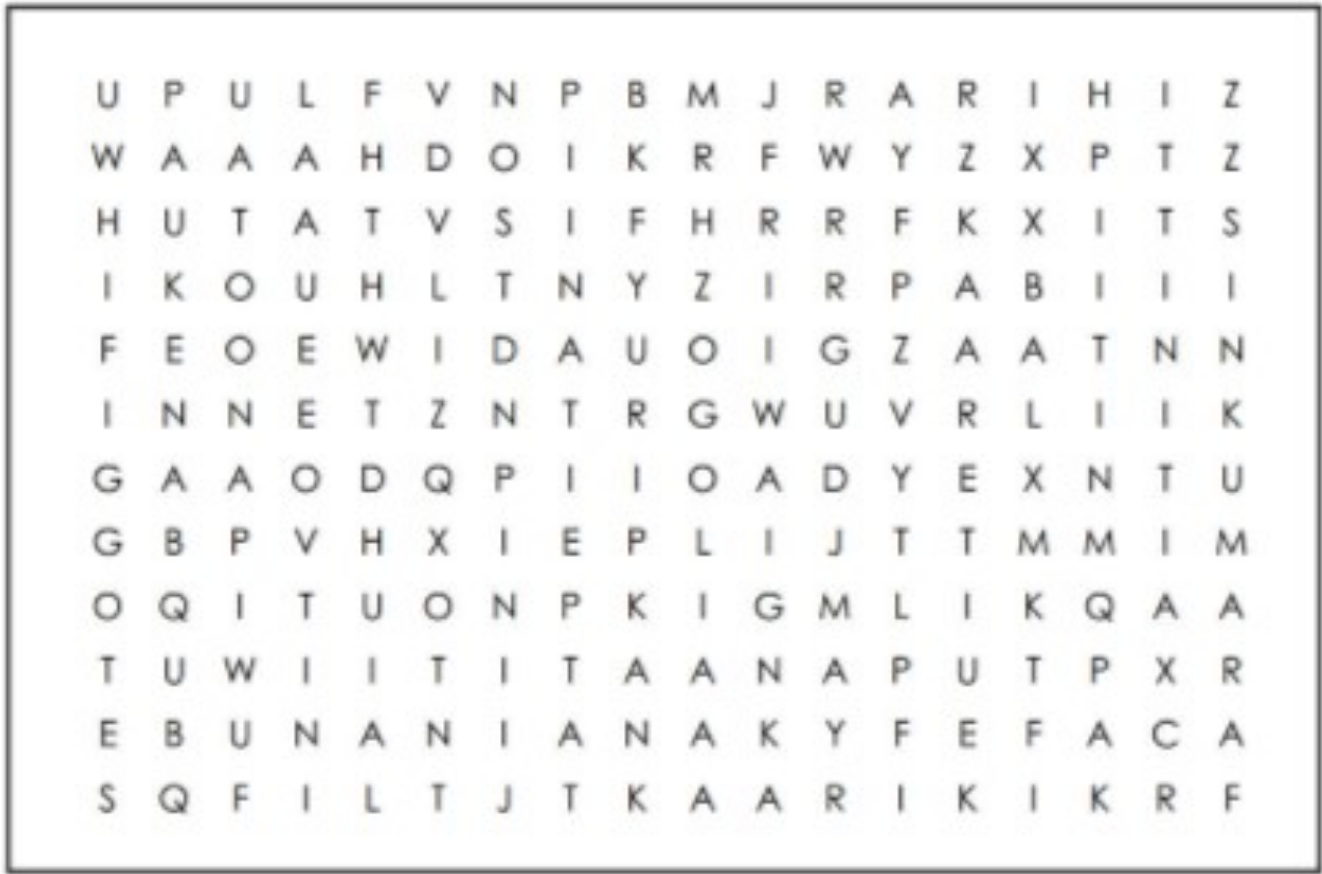 U P U L F V N P B M J R A R I H I Z
W A A A H D O I K R F W Y Z X P T Z
H U T A T V S I F H R R F K X I T S
I K O U H L T N Y Z I R P A B I I I
F E O E W I D A U O I G Z A A T N N
I N N E T Z N T R G W U V R L I I K
G A A O D Q P I I O A D Y E X N T U
G B P V H X I E P L I J T T M M I M
O Q I T U O N P K I G M L I K Q A A
T U W I I T I T A A N A P U T P X R
E B U N A N I A N A K Y F E F A C A
S Q F I L T J T K A A R I K I K R F